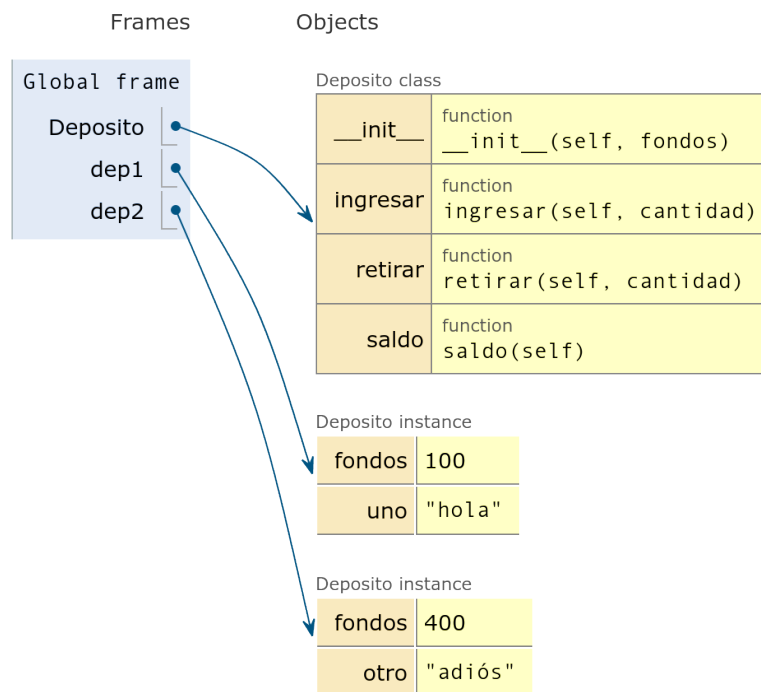 Frames Objects
Global frame
Deposito
dep1
dep2
Deposito class
__init__ function
__init__(self, fondos)
ingresar function
ingresar(self, cantidad)
retirar function
retirar(self, cantidad)
saldo function
saldo(self)
Deposito instance
fondos 100
uno "hola"
Deposito instance
fondos 400
otro "adiós"